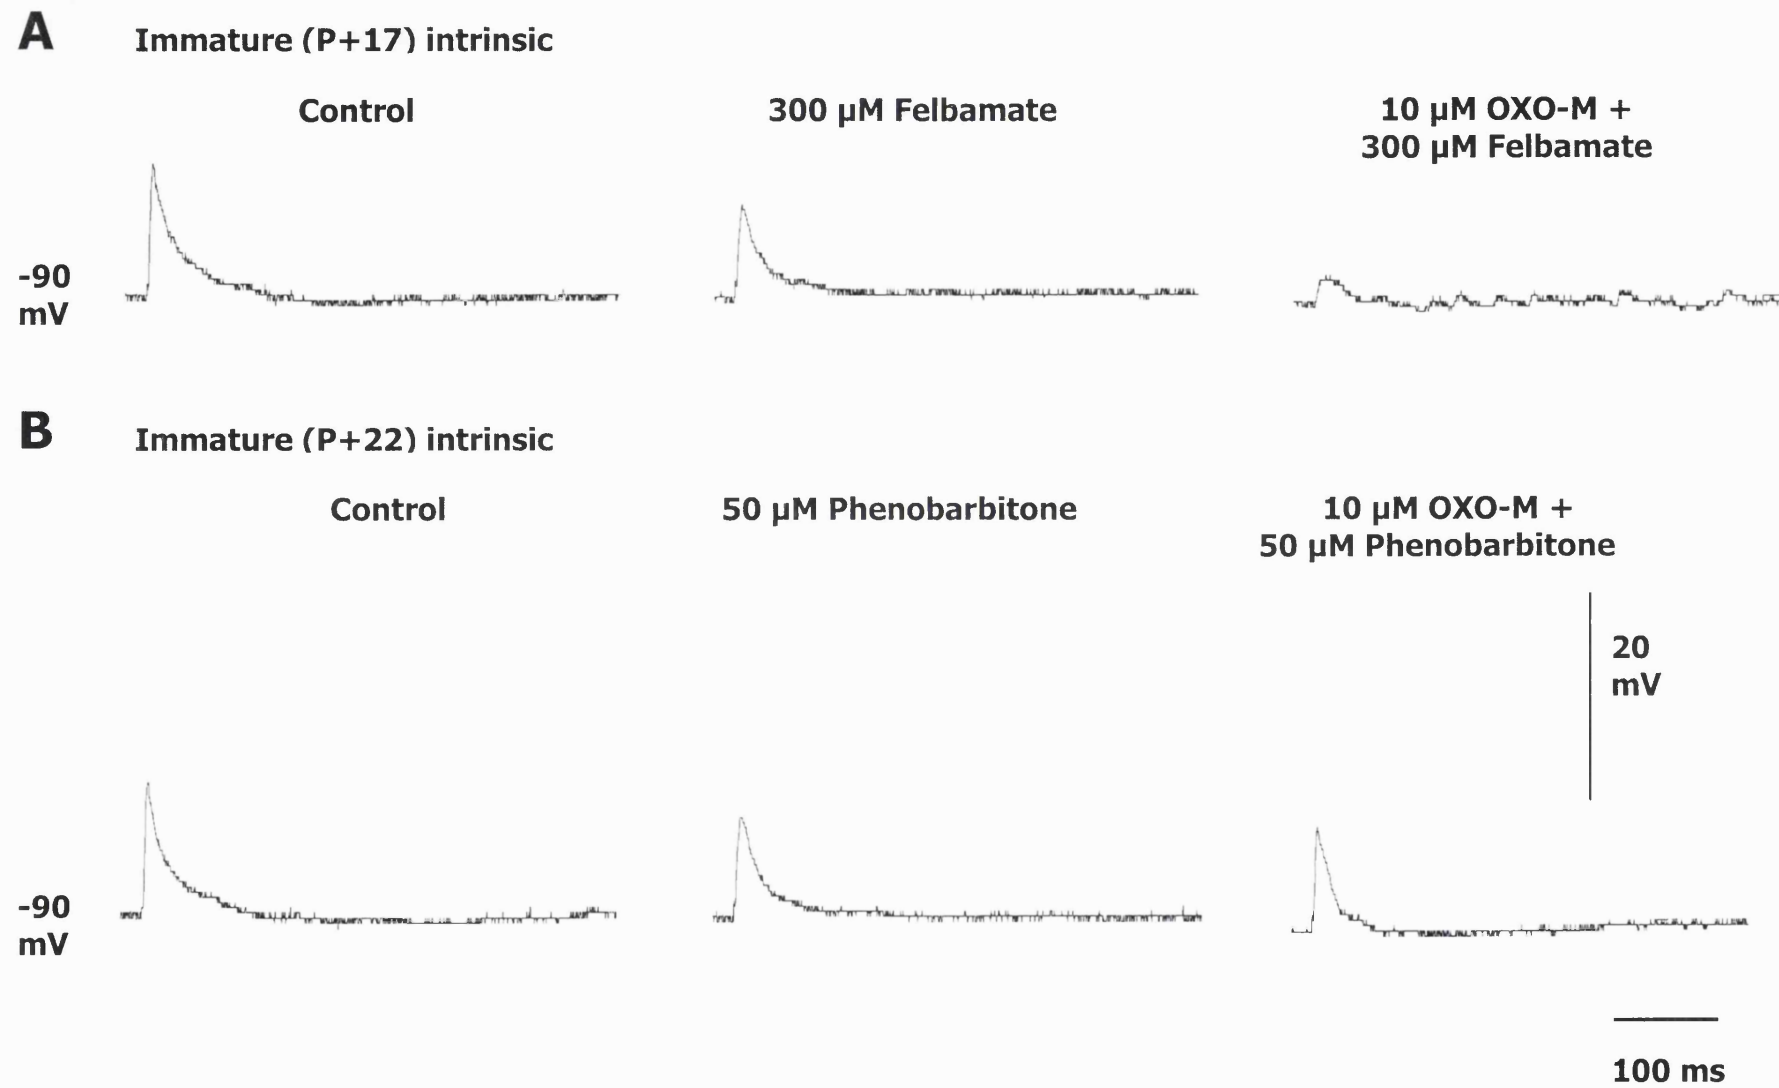 A
Immature (P+17) intrinsic
Control
300 µM Felbamate
10 µM OXO-M +
300 µM Felbamate
-90
mV
B
Immature (P+22) intrinsic
Control
50 µM Phenobarbitone
10 µM OXO-M +
50 µM Phenobarbitone
20
mV
-90
mV
100 ms